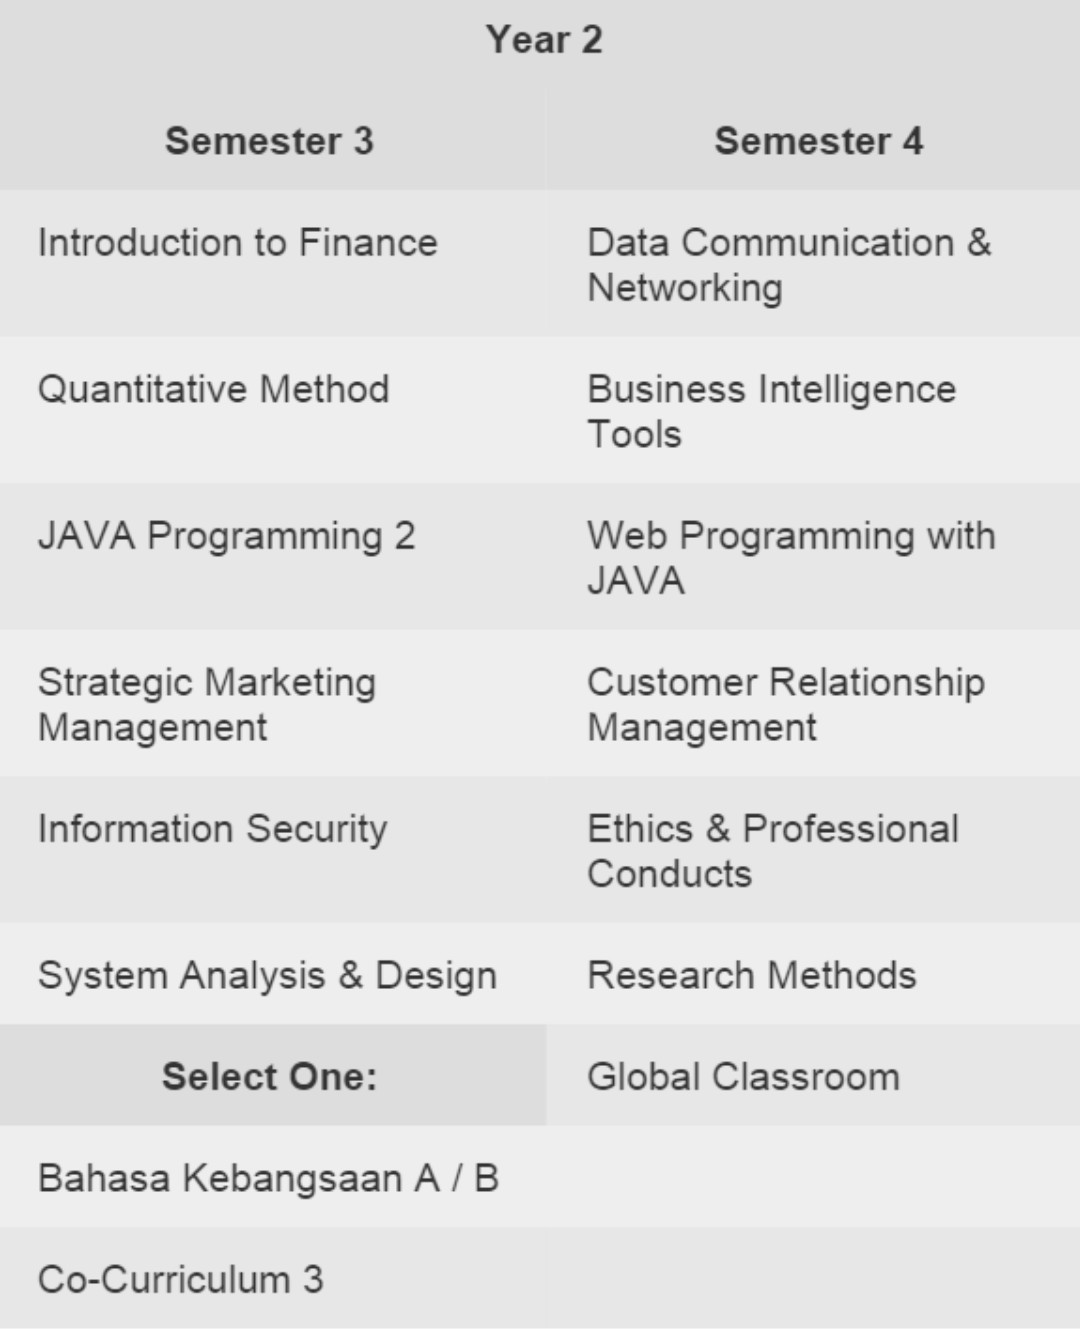 Year 2
Semester 3
Semester 4
Introduction to Finance
Data Communication &
Networking
Quantitative Method
Business Intelligence
Tools
JAVA Programming 2
Web Programming with
JAVA
Strategic Marketing
Management
Customer Relationship
Management
Information Security
Ethics & Professional
Conducts
System Analysis & Design
Research Methods
Select One:
Global Classroom
Bahasa Kebangsaan A / B
Co-Curriculum 3